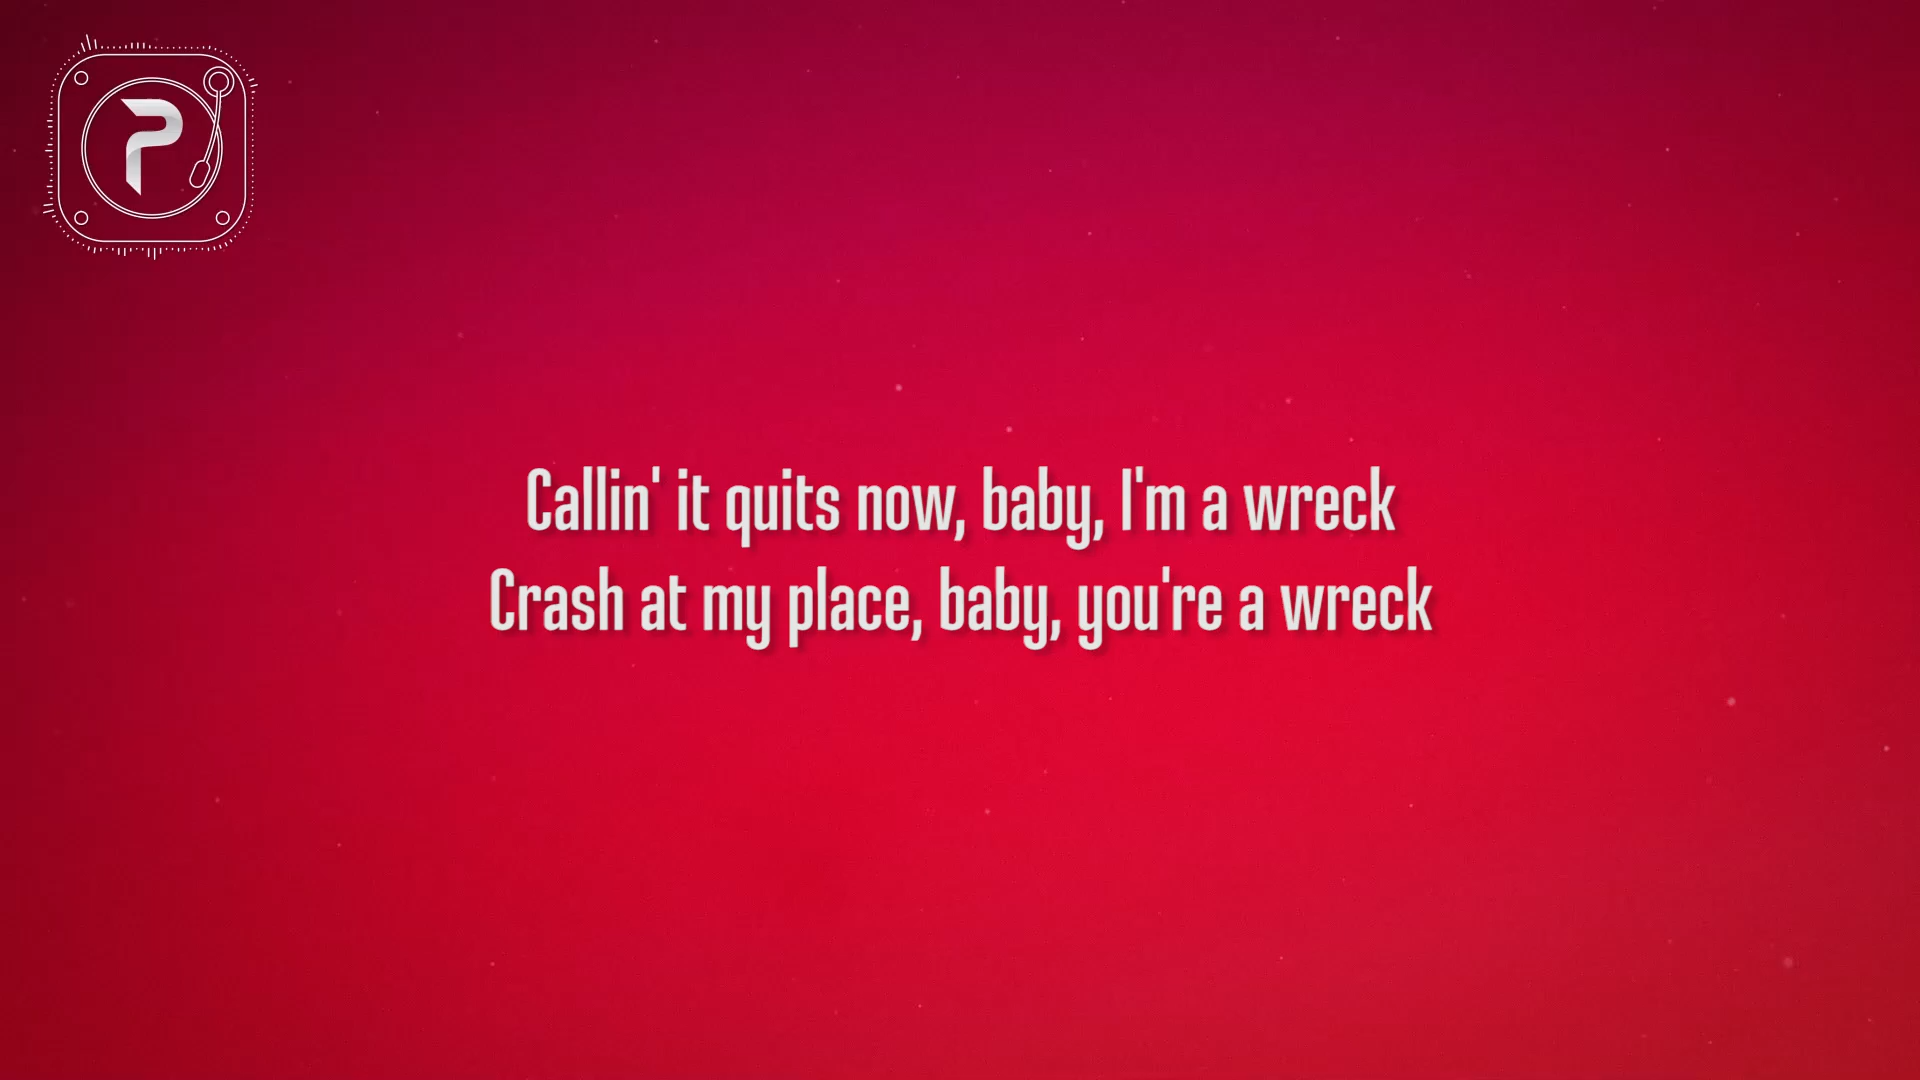 P
Callin' it quits now, baby, I'm a wreck
Crash at my place, baby, you're a wreck